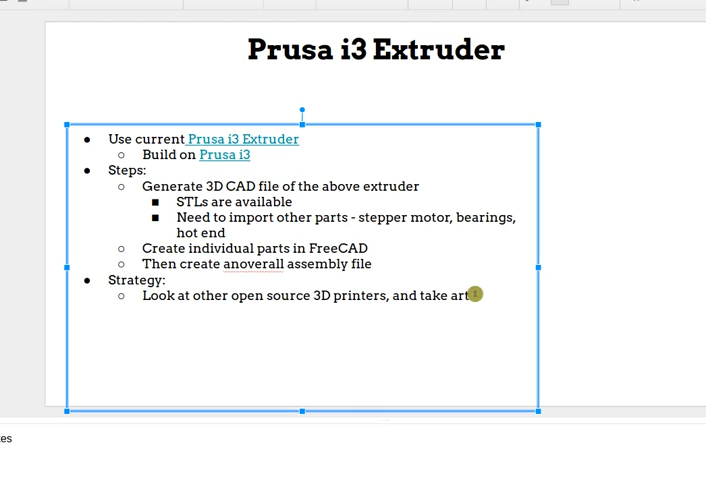 Prusa i3 Extruder
● Use current Prusa i3 Extruder
○ Build on Prusa i3
● Steps:
○ Generate 3D CAD file of the above extruder
■ STLs are available
■ Need to import other parts - stepper motor, bearings,
hot end
○ Create individual parts in FreeCAD
○ Then create anoverall assembly file
● Strategy:
○ Look at other open source 3D printers, and take art